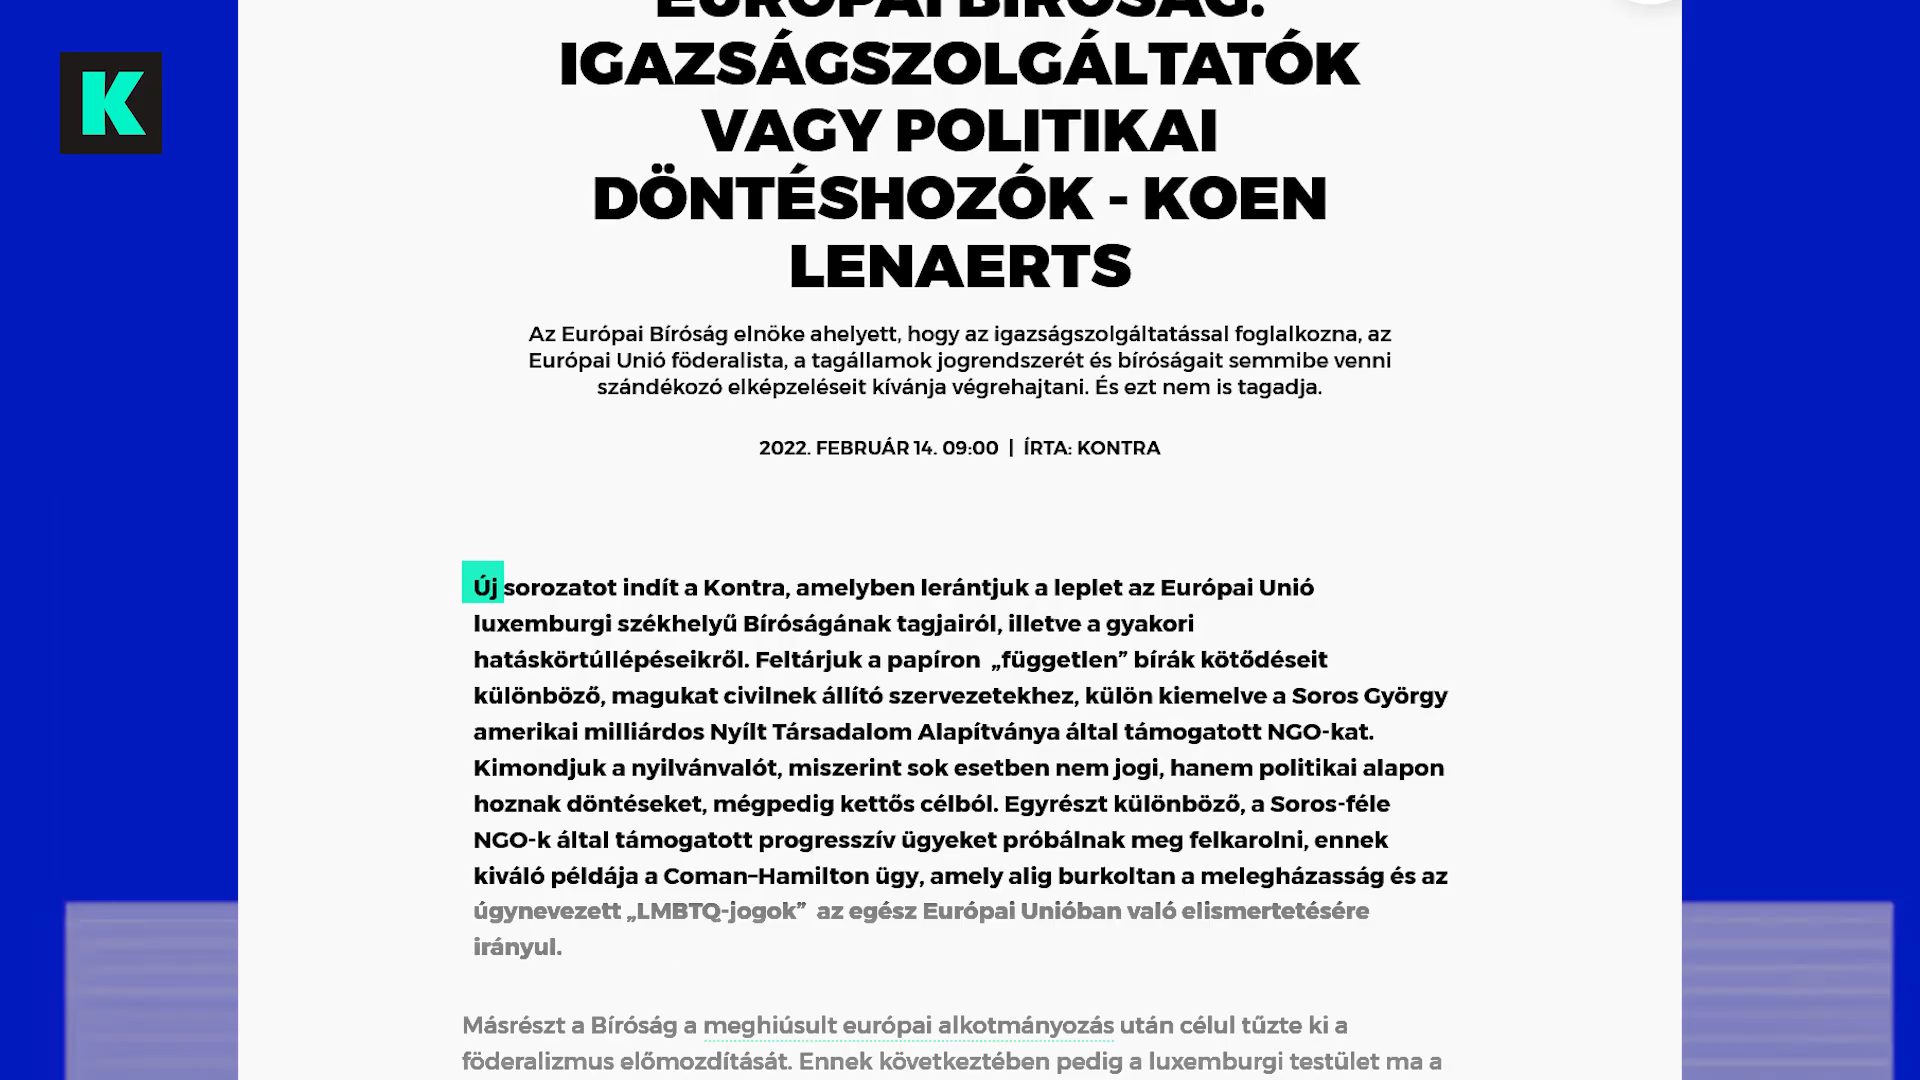 K
EURÓPAI BÍRÓSÁG:
IGAZSÁGSZOLGÁLTATÓK
VAGY POLITIKAI
DÖNTÉSHOZÓK - KOEN
LENAERTS
Az Európai Bíróság elnöke ahelyett, hogy az igazságszolgáltatással foglalkozna, az
Európai Unió föderalista, a tagállamok jogrendszerét és bíróságait semmibe venni
szándékozó elképzeléseit kívánja végrehajtani. És ezt nem is tagadja.
2022. FEBRUÁR 14. 09:00 | ÍRTA: KONTRA
Új sorozatot indít a Kontra, amelyben lerántjuk a leplet az Európai Unió
luxemburgi székhelyű Bíróságának tagjairól, illetve a gyakori
hatáskörtúllépéseikről. Feltárjuk a papíron „független” bírák kötődéseit
különböző, magukat civilnek állító szervezetekhez, külön kiemelve a Soros György
amerikai milliárdos Nyílt Társadalom Alapítványa által támogatott NGO-kat.
Kimondjuk a nyilvánvalót, miszerint sok esetben nem jogi, hanem politikai alapon
hoznak döntéseket, mégpedig kettős célból. Egyrészt különböző, a Soros-féle
NGO-k által támogatott progresszív ügyeket próbálnak meg felkarolni, ennek
kiváló példája a Coman–Hamilton ügy, amely alig burkoltan a melegházasság és az
úgynevezett „LMBTQ-jogok” az egész Európai Unióban való elismertetésére
irányul.
Másrészt a Bíróság a meghiúsult európai alkotmányozás után célul tűzte ki a
föderalizmus előmozdítását. Ennek következtében pedig a luxemburgi testület ma a